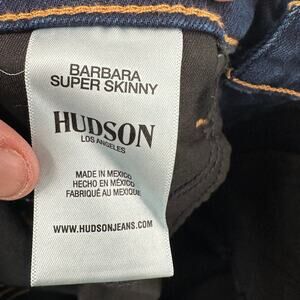 BARBARA
SUPER SKINNY
HUDSON
LOS ANGELES
MADE IN MEXICO
HECHO EN MÉXICO
FABRIQUÉ AU MEXIQUE
WWW.HUDSONJEANS.COM